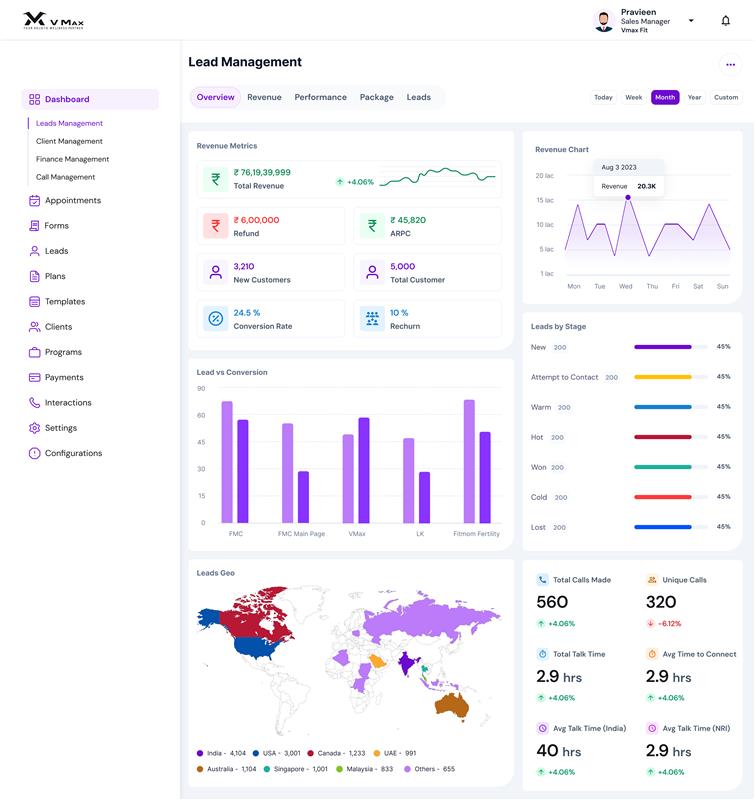 V MAX
YOUR HOLISTIC WELLNESS PARTNER
Pravieen
Sales Manager
Vmax Fit
Lead Management
Dashboard
Leads Management
Client Management
Finance Management
Call Management
Appointments
Forms
Leads
Plans
Templates
Clients
Programs
Payments
Interactions
Settings
Configurations
Overview Revenue Performance Package Leads
Today Week Month Year Custom
Revenue Metrics
₹ 76,19,39,999
Total Revenue
+4.06%
₹ 6,00,000
Refund
₹ 45,820
ARPC
3,210
New Customers
5,000
Total Customer
24.5 %
Conversion Rate
10 %
Rechurn
Revenue Chart
Aug 3 2023
Revenue 20.3K
20 lac
15 lac
10 lac
5 lac
1 lac
Mon Tue Wed Thu Fri Sat Sun
Lead vs Conversion
90
60
45
30
15
0
FMC FMC Main Page VMax LK Fitmom Fertility
Leads by Stage
New 200 45%
Attempt to Contact 200 45%
Warm 200 45%
Hot 200 45%
Won 200 45%
Cold 200 45%
Lost 200 45%
Leads Geo
India - 4,104 USA - 3,001 Canada - 1,233 UAE - 991
Australia - 1,104 Singapore - 1,001 Malaysia - 833 Others - 655
Total Calls Made
560
+4.06%
Unique Calls
320
-6.12%
Total Talk Time
2.9 hrs
+4.06%
Avg Time to Connect
2.9 hrs
+4.06%
Avg Talk Time (India)
40 hrs
+4.06%
Avg Talk Time (NRI)
2.9 hrs
+4.06%